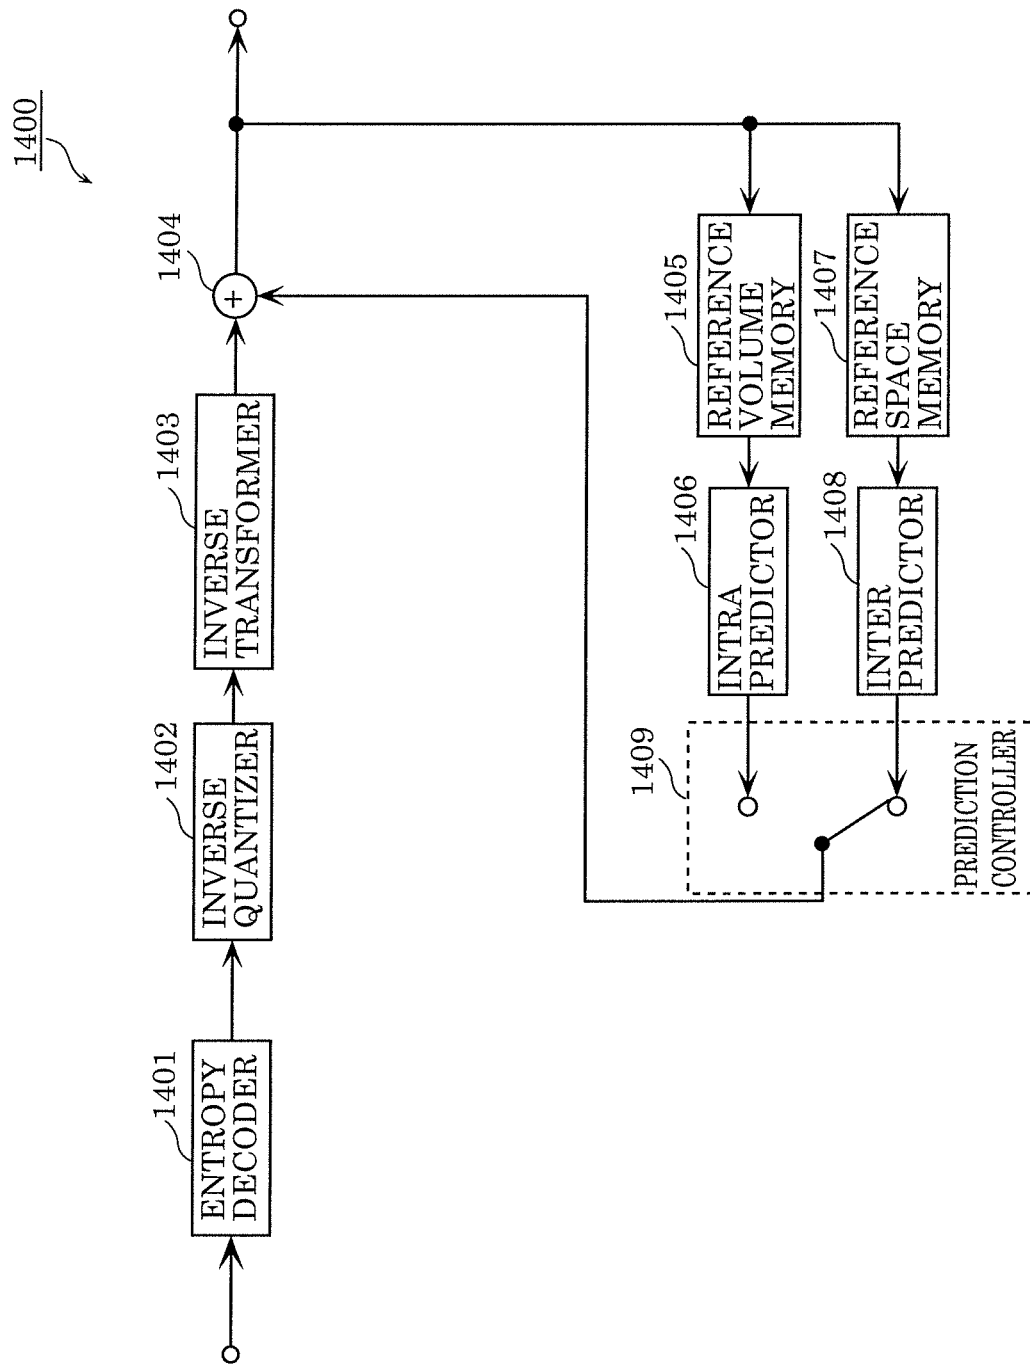 1400
1401
ENTROPY
DECODER
1402
INVERSE
QUANTIZER
1403
INVERSE
TRANSFORMER
1404
+
1405
REFERENCE
VOLUME
MEMORY
1406
INTRA
PREDICTOR
1407
REFERENCE
SPACE
MEMORY
1408
INTER
PREDICTOR
1409
PREDICTION
CONTROLLER